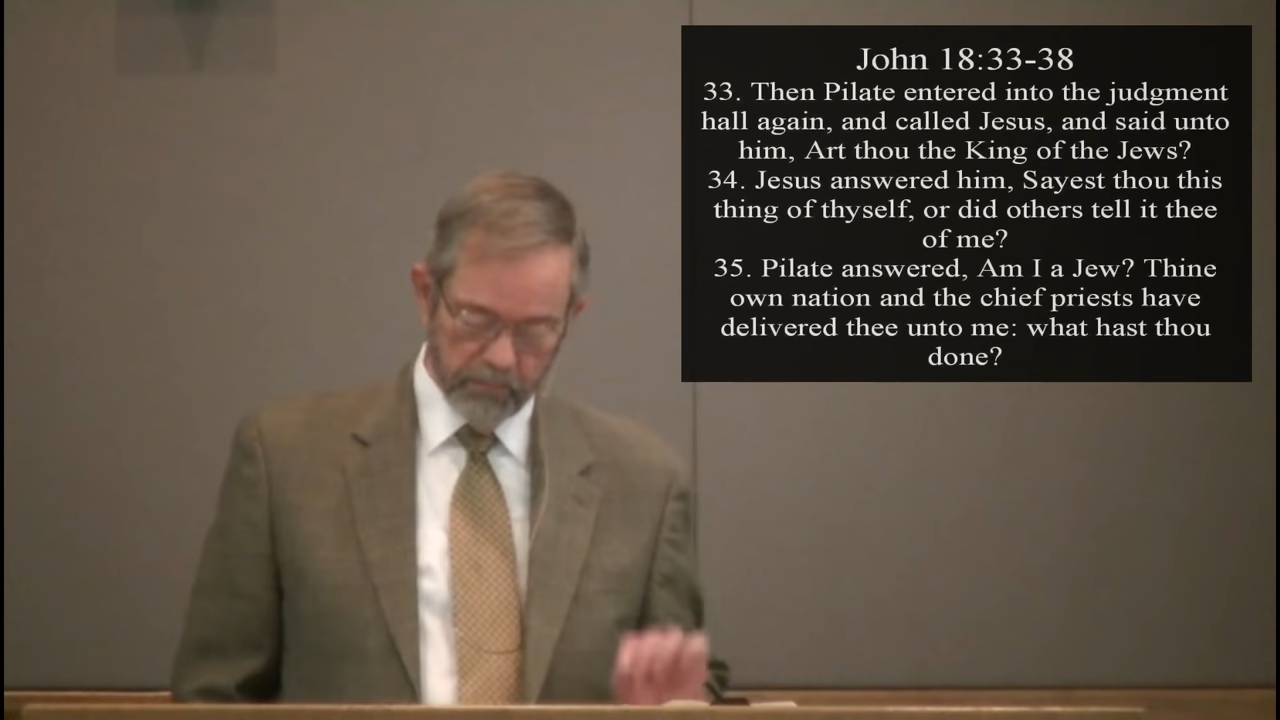 John 18:33-38
33. Then Pilate entered into the judgment
hall again, and called Jesus, and said unto
him, Art thou the King of the Jews?
34. Jesus answered him, Sayest thou this
thing of thyself, or did others tell it thee
of me?
35. Pilate answered, Am I a Jew? Thine
own nation and the chief priests have
delivered thee unto me: what hast thou
done?